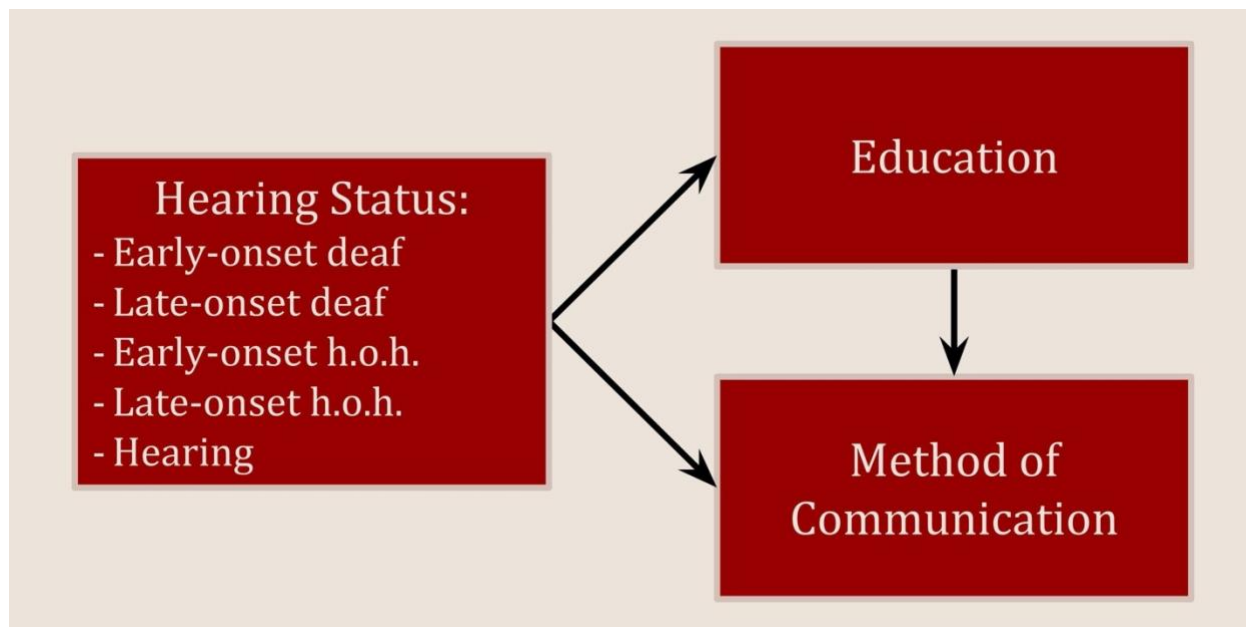 Hearing Status:
- Early-onset deaf
- Late-onset deaf
- Early-onset h.o.h.
- Late-onset h.o.h.
- Hearing
Education
Method of
Communication